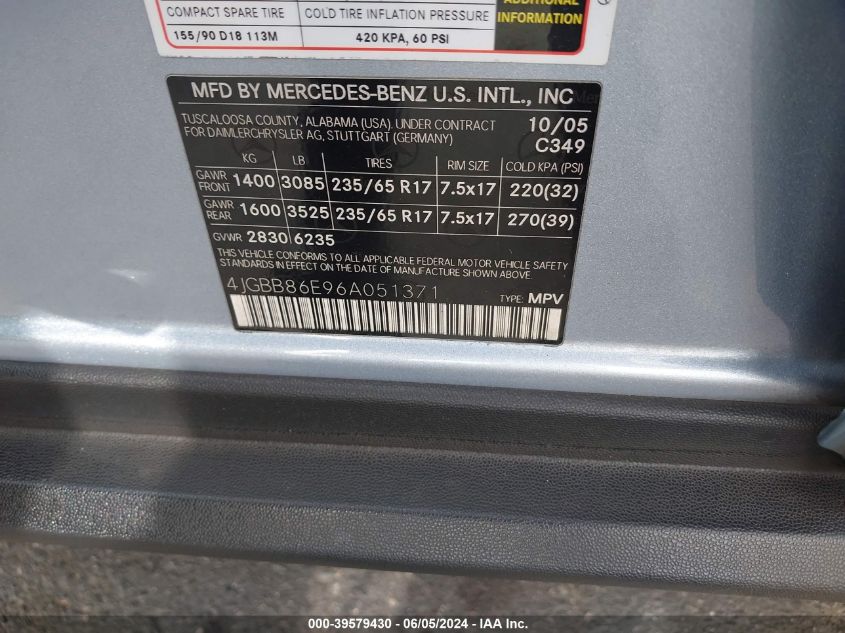 ADDITIONAL
INFORMATION
COMPACT SPARE TIRE COLD TIRE INFLATION PRESSURE
155/90 D18 113M 420 KPA, 60 PSI
MFD BY MERCEDES-BENZ U.S. INTL., INC
TUSCALOOSA COUNTY, ALABAMA (USA). UNDER CONTRACT 10/05
FOR DAIMLERCHRYSLER AG, STUTTGART (GERMANY) C349
KG LB TIRES RIM SIZE COLD KPA (PSI)
GAWR FRONT 1400 3085 235/65 R17 7.5x17 220(32)
GAWR REAR 1600 3525 235/65 R17 7.5x17 270(39)
GVWR 2830 6235
THIS VEHICLE CONFORMS TO ALL APPLICABLE FEDERAL MOTOR VEHICLE SAFETY
STANDARDS IN EFFECT ON THE DATE OF MANUFACTURE SHOWN ABOVE
4JGBB86E96A051371 TYPE: MPV
000-39579430 - 06/05/2024 - IAA Inc.